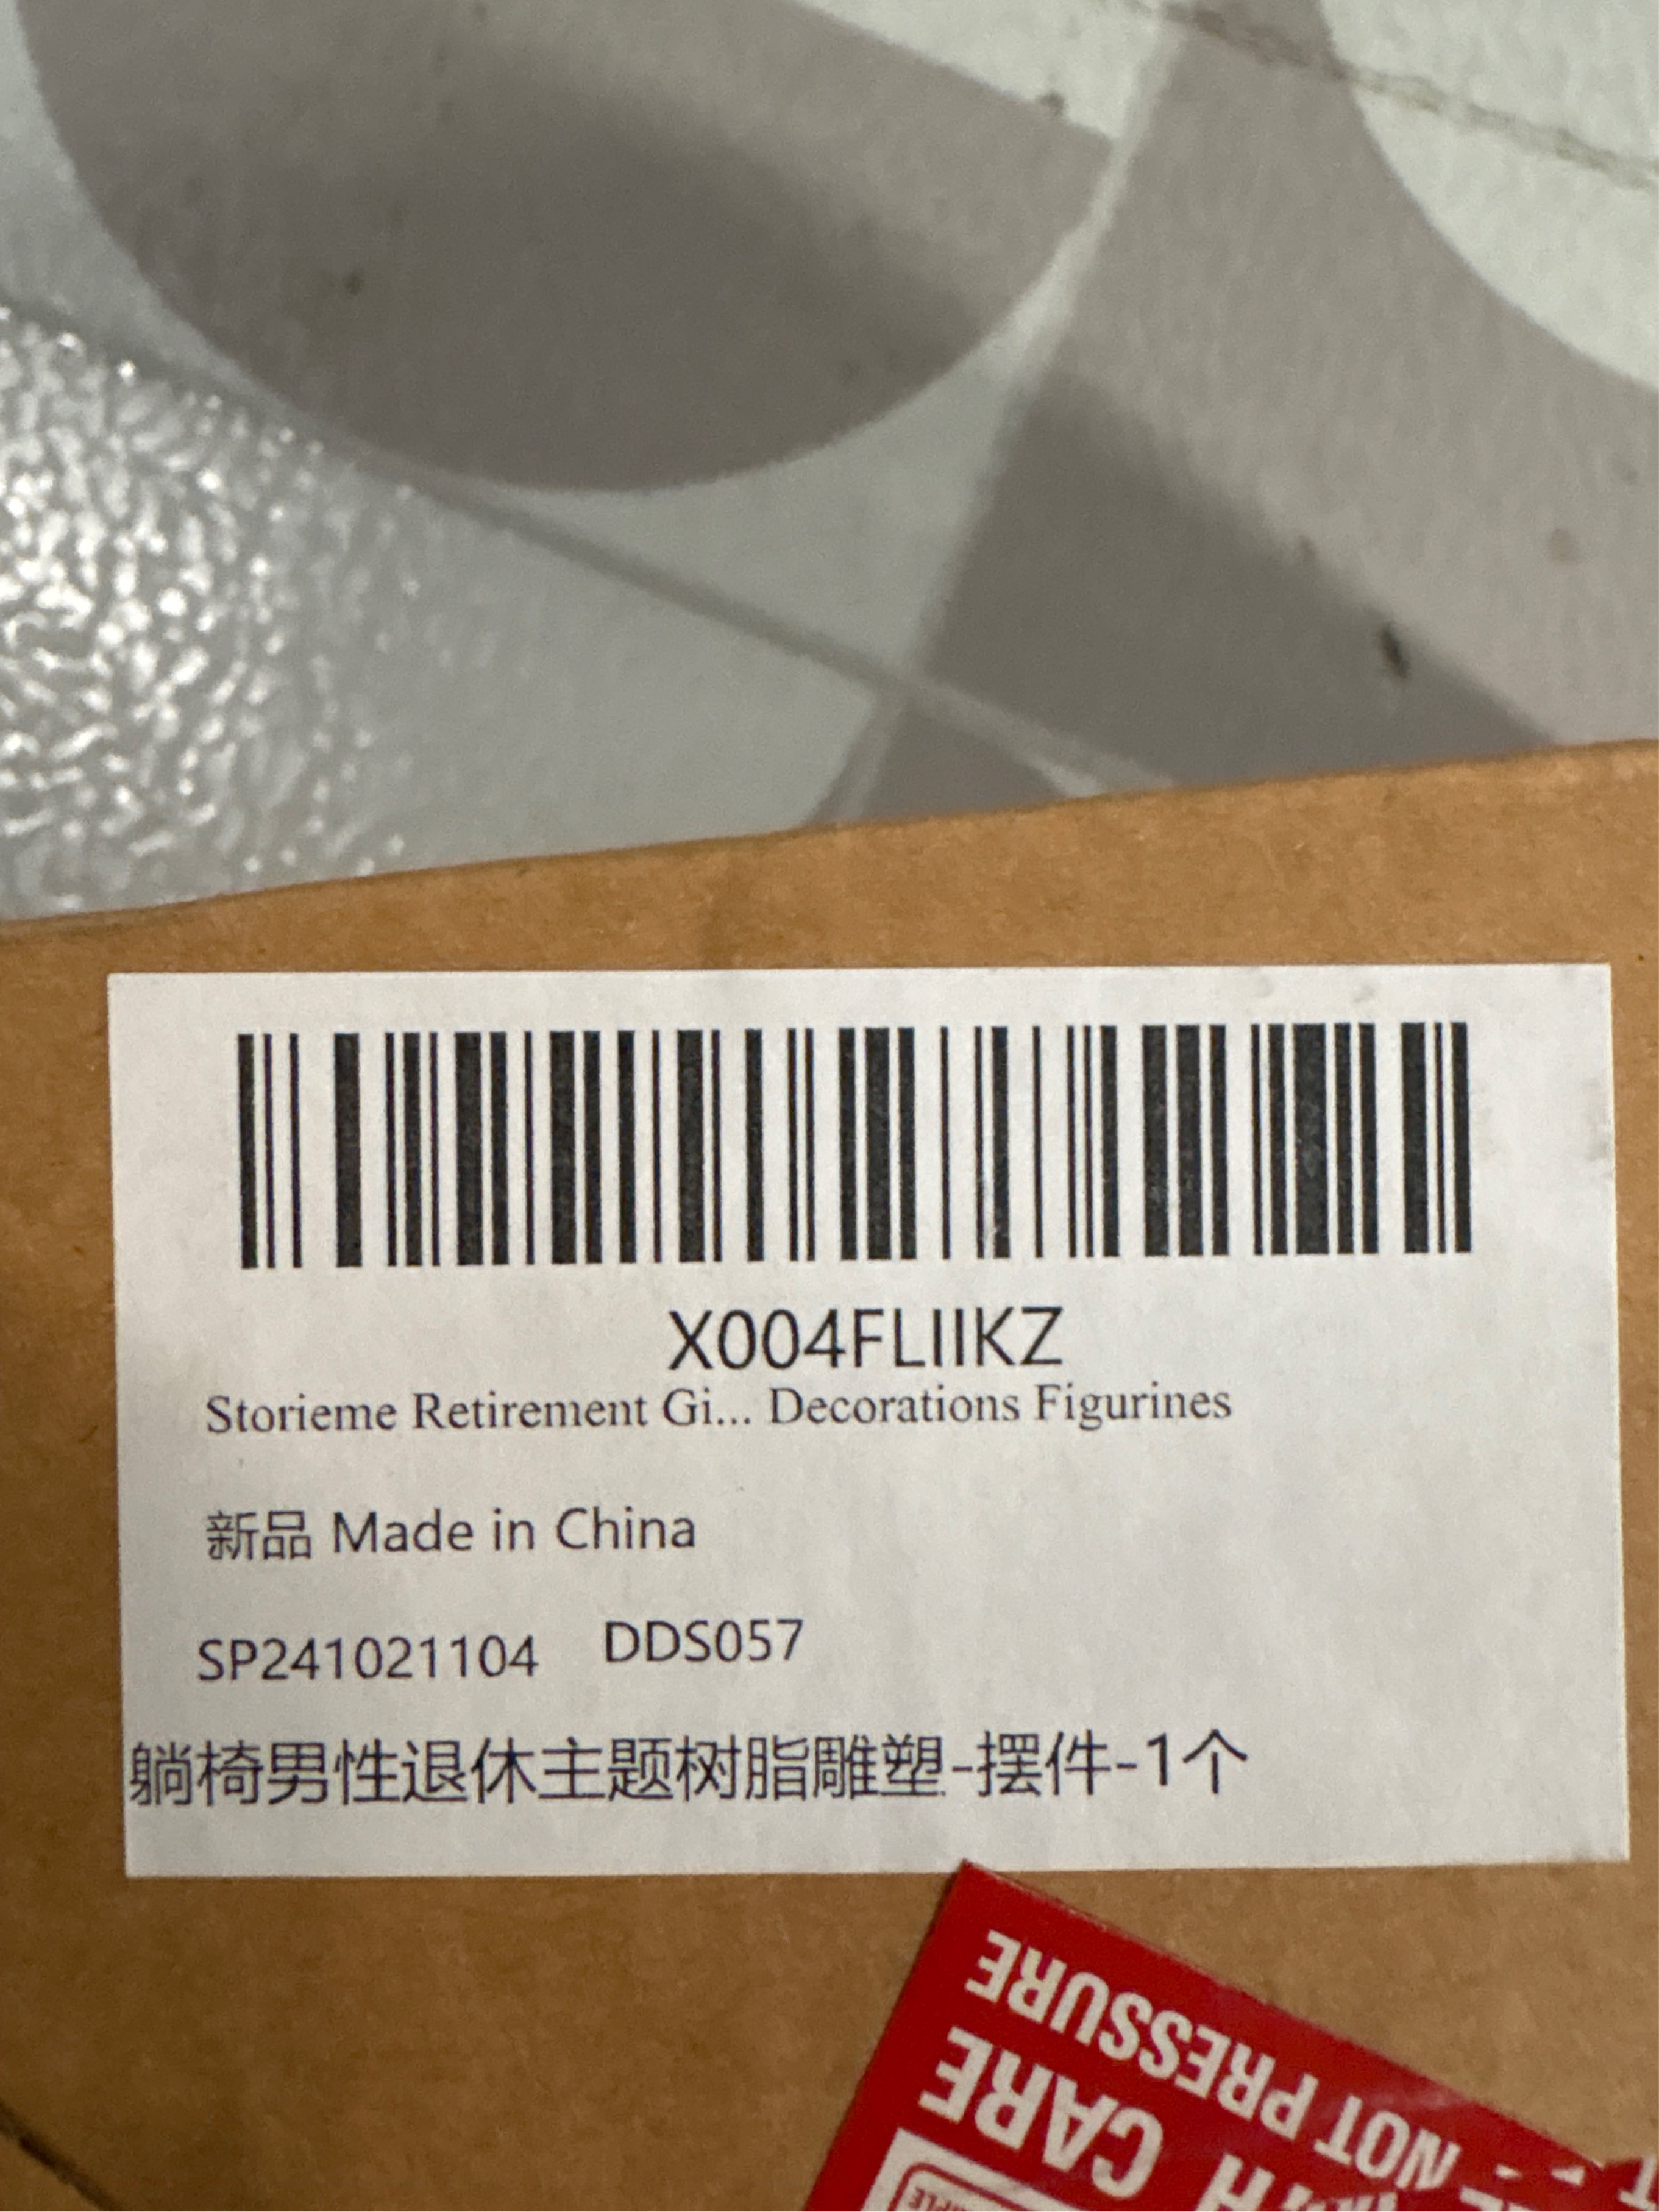 X004FLIIKZ
Storieme Retirement Gi... Decorations Figurines
新品 Made in China
SP241021104 DDS057
躺椅男性退休主题树脂雕塑-摆件-1个
NOT PRESSURE
CARE